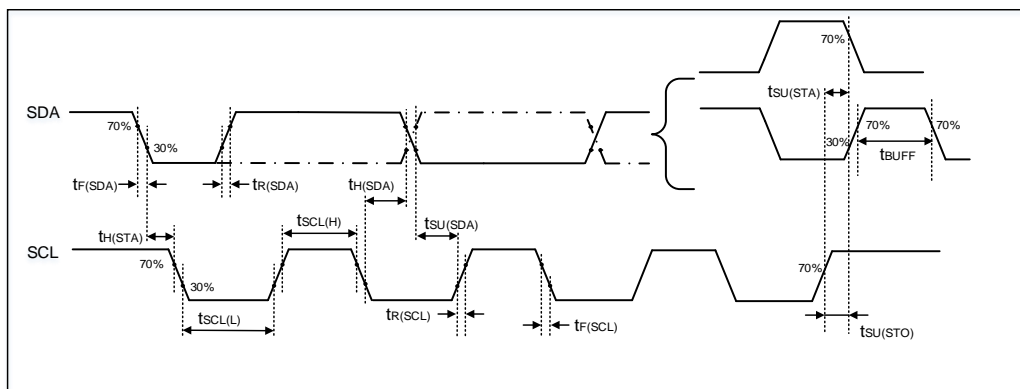 70%
tSU(STA)
SDA
70%
30%
30%
70%
70%
tBUFF
tF(SDA)
tR(SDA)
tH(SDA)
tSCL(H)
tSU(SDA)
tH(STA)
SCL
70%
70%
30%
tSCL(L)
tR(SCL)
tF(SCL)
tSU(STO)